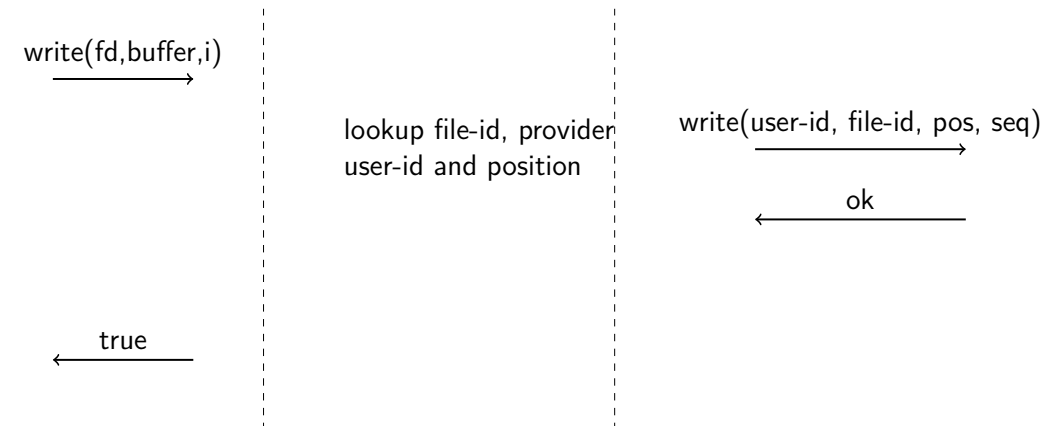 write(fd,buffer,i)
lookup file-id, provider
user-id and position
write(user-id, file-id, pos, seq)
ok
true